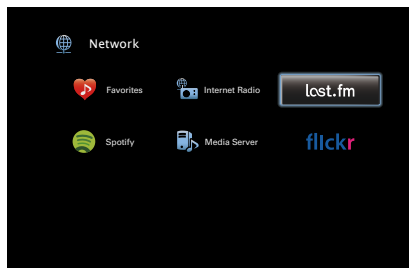 Network
Favorites
Internet Radio
last.fm
Spotify
Media Server
flickr